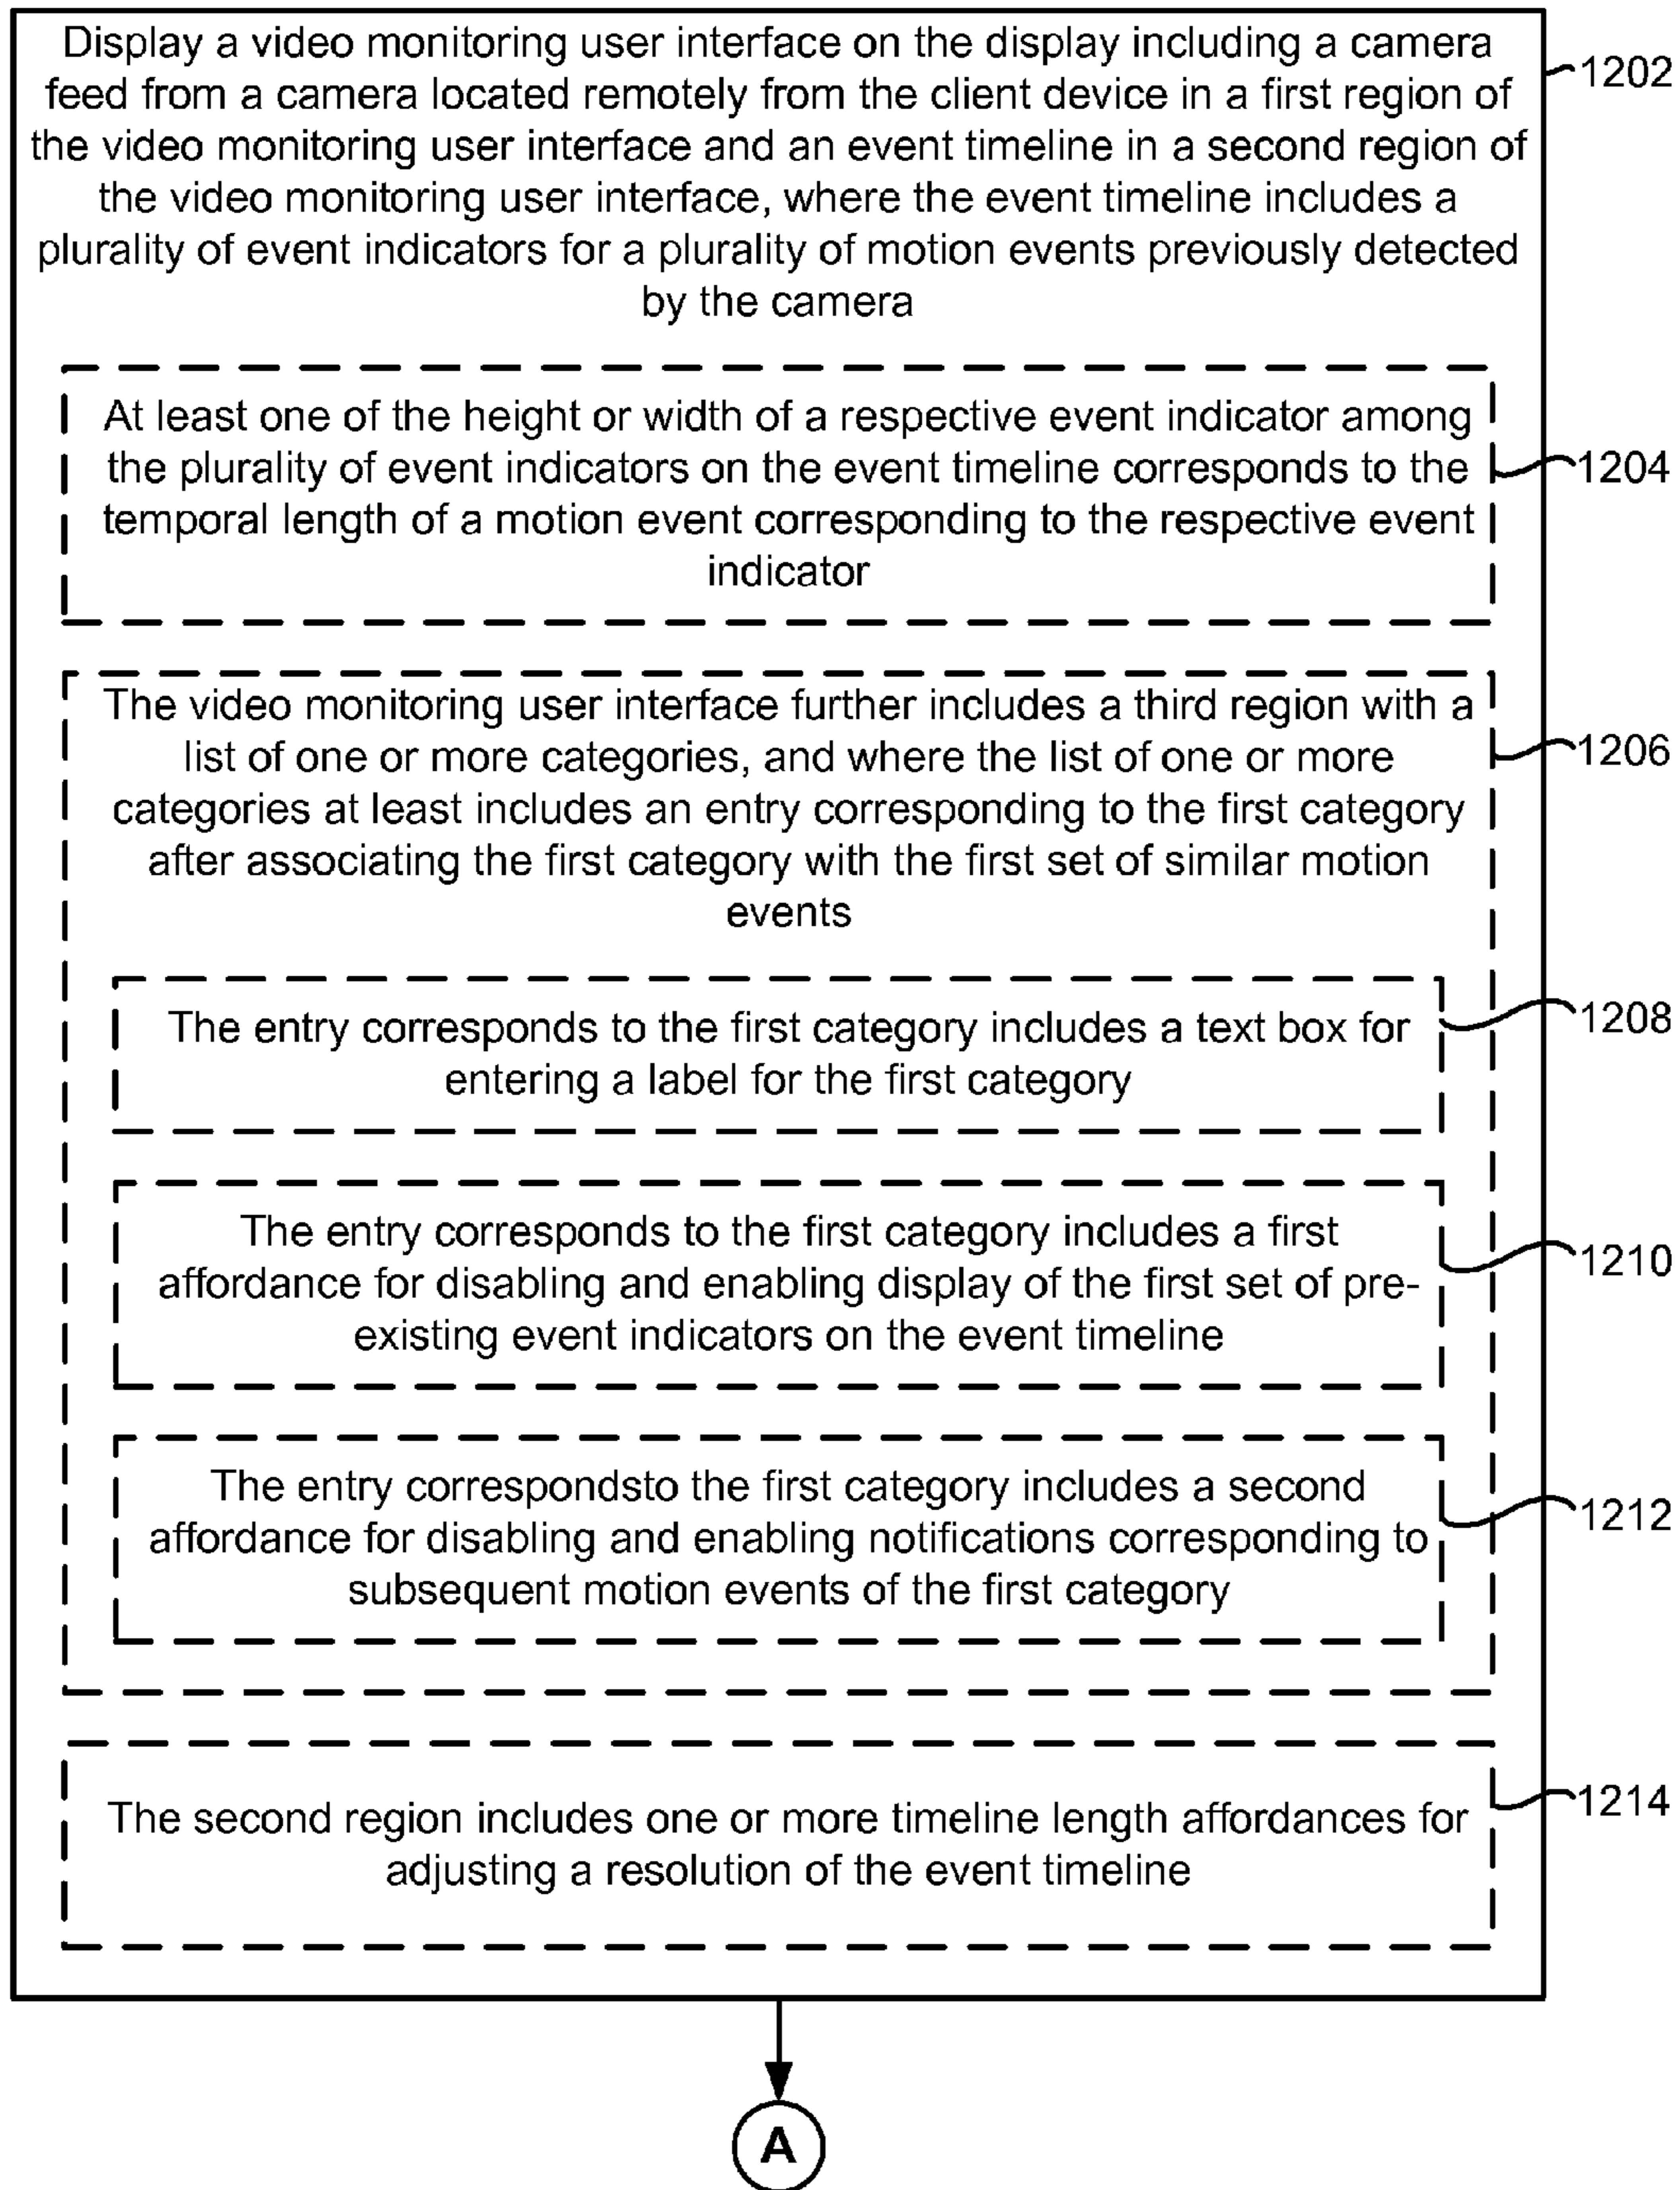 Display a video monitoring user interface on the display including a camera
feed from a camera located remotely from the client device in a first region of
the video monitoring user interface and an event timeline in a second region of
the video monitoring user interface, where the event timeline includes a
plurality of event indicators for a plurality of motion events previously detected
by the camera
1202
At least one of the height or width of a respective event indicator among
the plurality of event indicators on the event timeline corresponds to the
temporal length of a motion event corresponding to the respective event
indicator
1204
The video monitoring user interface further includes a third region with a
list of one or more categories, and where the list of one or more
categories at least includes an entry corresponding to the first category
after associating the first category with the first set of similar motion
events
1206
The entry corresponds to the first category includes a text box for
entering a label for the first category
1208
The entry corresponds to the first category includes a first
affordance for disabling and enabling display of the first set of pre-
existing event indicators on the event timeline
1210
The entry correspondsto the first category includes a second
affordance for disabling and enabling notifications corresponding to
subsequent motion events of the first category
1212
The second region includes one or more timeline length affordances for
adjusting a resolution of the event timeline
1214
A